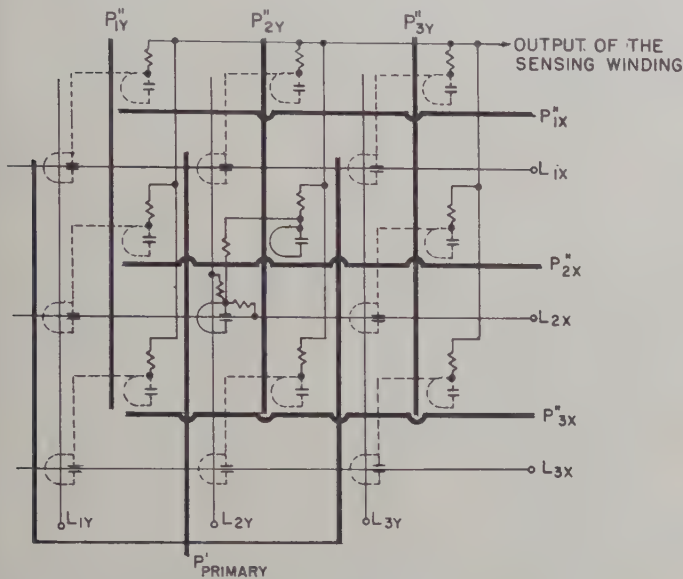 P"1Y
P"2Y
P"3Y
OUTPUT OF THE
SENSING WINDING
P"1X
L1X
P"2X
L2X
P"3X
L3X
L1Y
L2Y
L3Y
P'PRIMARY